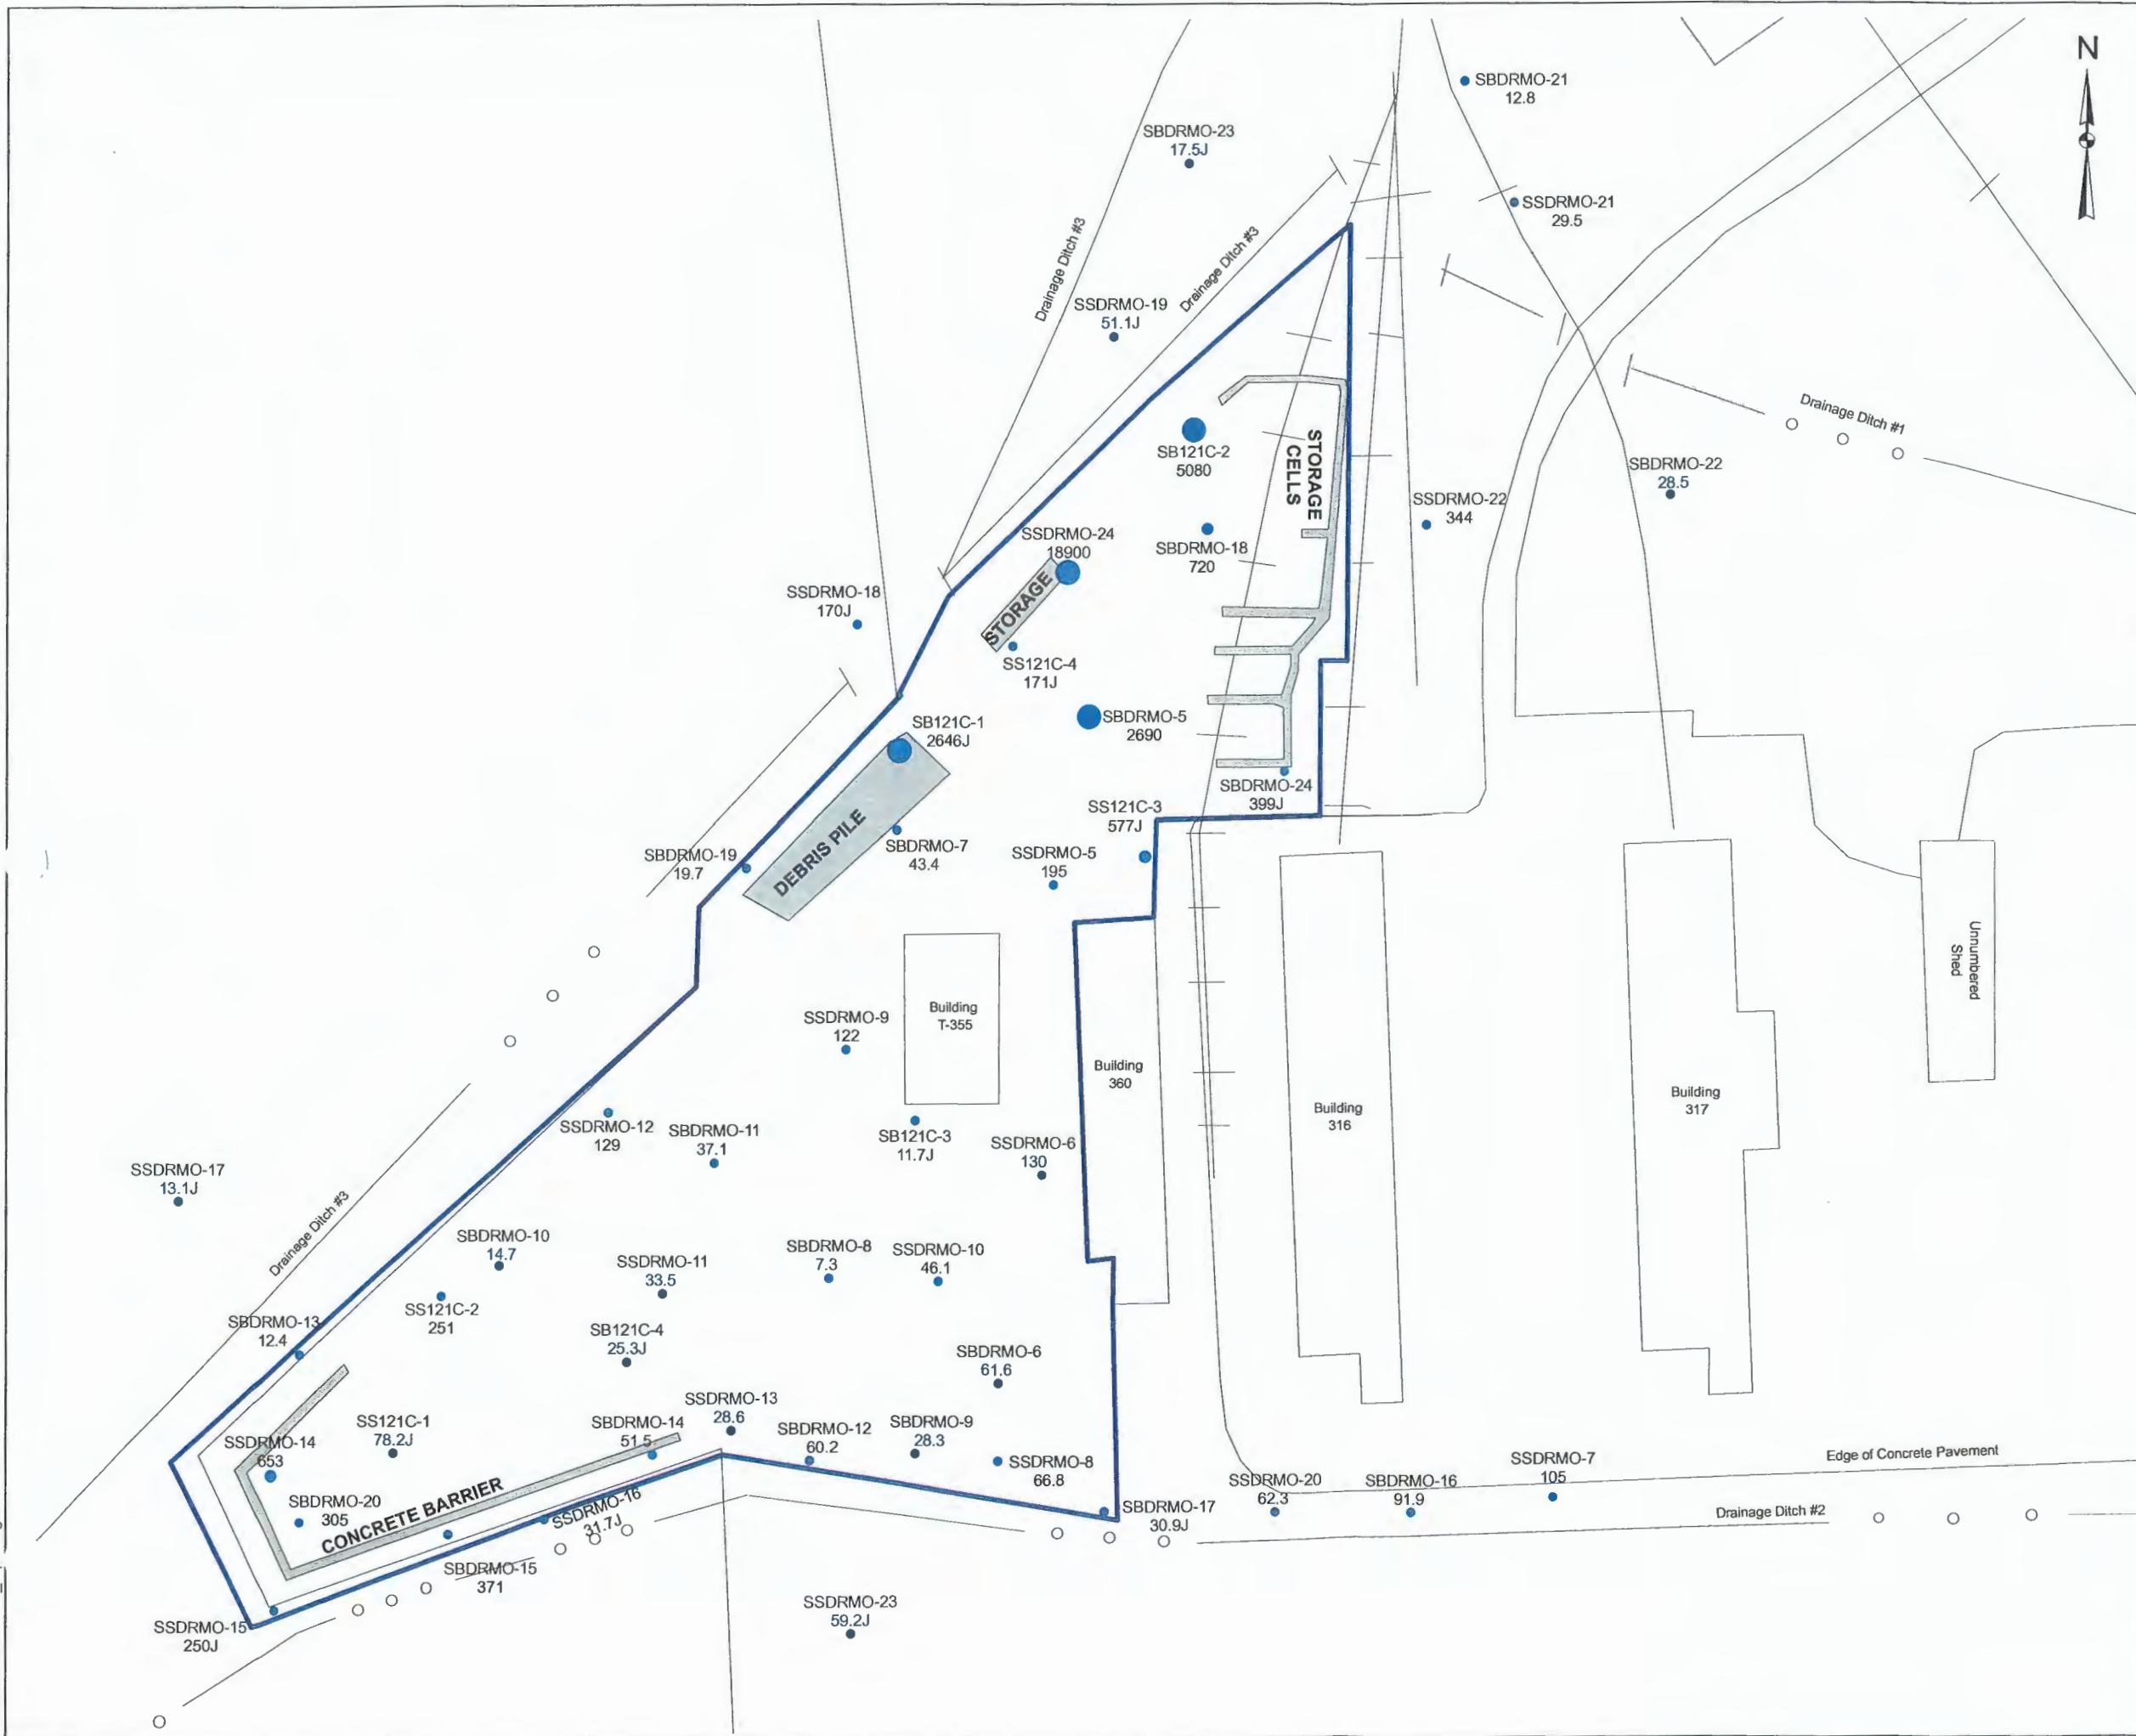 N
SBDRMO-21
12.8
SBDRMO-23
17.5J
SSDRMO-21
29.5
Drainage Ditch #3
Drainage Ditch #3
SSDRMO-19
51.1J
Drainage Ditch #1
SB121C-2
5080
STORAGE
CELLS
SBDRMO-22
28.5
SSDRMO-22
344
SSDRMO-24
18900
SBDRMO-18
720
STORAGE
SSDRMO-18
170J
SS121C-4
171J
SB121C-1
2646J
SBDRMO-5
2690
SBDRMO-24
399J
SS121C-3
577J
DEBRIS PILE
SBDRMO-7
43.4
SBDRMO-19
19.7
SSDRMO-5
195
Unnumbered
Shed
Building
T-355
SSDRMO-9
122
Building
360
Building
316
Building
317
SSDRMO-12
129
SBDRMO-11
37.1
SB121C-3
11.7J
SSDRMO-6
130
SSDRMO-17
13.1J
Drainage Ditch #3
SBDRMO-10
14.7
SSDRMO-11
33.5
SBDRMO-8
7.3
SSDRMO-10
46.1
SS121C-2
251
SBDRMO-13
12.4
SB121C-4
25.3J
SBDRMO-6
61.6
SS121C-1
78.2J
SSDRMO-14
653
SBDRMO-14
51.5
SSDRMO-13
28.6
SBDRMO-12
60.2
SBDRMO-9
28.3
SSDRMO-8
66.8
Edge of Concrete Pavement
SSDRMO-7
105
SSDRMO-20
62.3
SBDRMO-16
91.9
SBDRMO-20
305
CONCRETE BARRIER
SSDRMO-16
31.7J
SBDRMO-17
30.9J
Drainage Ditch #2
SBDRMO-15
371
SSDRMO-15
250J
SSDRMO-23
59.2J